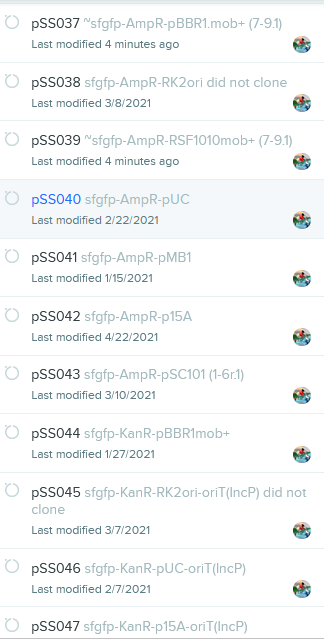 pSS037 ~sfgfp-AmpR-pBBR1.mob+ (7-9.1)
Last modified 4 minutes ago
pSS038 sfgfp-AmpR-RK2ori did not clone
Last modified 3/8/2021
pSS039 ~sfgfp-AmpR-RSF1010mob+ (7-9.1)
Last modified 4 minutes ago
pSS040 sfgfp-AmpR-pUC
Last modified 2/22/2021
pSS041 sfgfp-AmpR-pMB1
Last modified 1/15/2021
pSS042 sfgfp-AmpR-p15A
Last modified 4/22/2021
pSS043 sfgfp-AmpR-pSC101 (1-6r.1)
Last modified 3/10/2021
pSS044 sfgfp-KanR-pBBR1mob+
Last modified 1/27/2021
pSS045 sfgfp-KanR-RK2ori-oriT(IncP) did not
clone
Last modified 3/7/2021
pSS046 sfgfp-KanR-pUC-oriT(IncP)
Last modified 2/7/2021
pSS047 sfgfp-KanR-p15A-oriT(IncP)